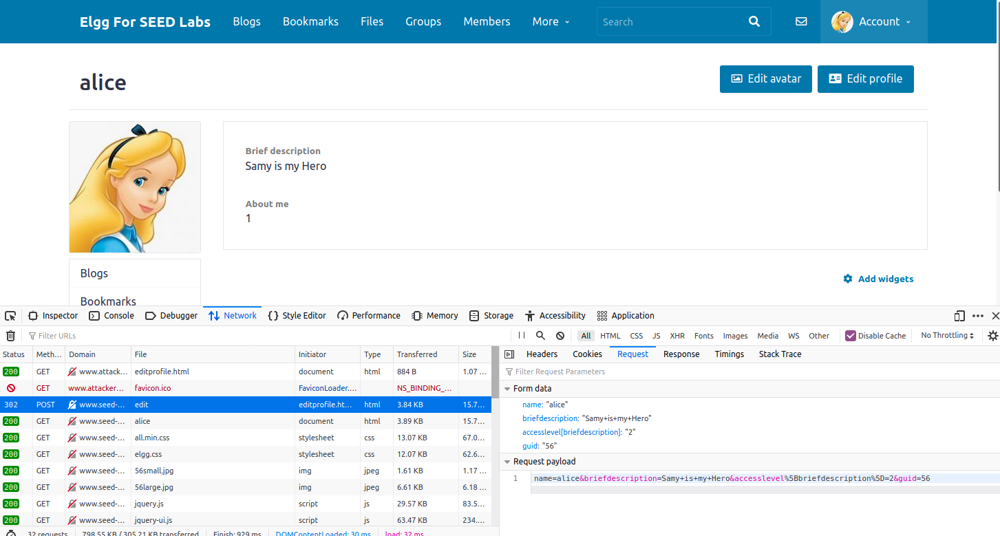 Elgg For SEED Labs Blogs Bookmarks Files Groups Members More Search Account
alice
Edit avatar Edit profile
Brief description
Samy is my Hero
About me
1
Blogs
Add widgets
Bookmarks
Inspector Console Debugger Network Style Editor Performance Memory Storage Accessibility Application
Filter URLs All HTML CSS JS XHR Fonts Images Media WS Other Disable Cache No Throttling
Status Meth... Domain File Initiator Type Transferred Size
200 GET www.attack... editprofile.html document html 884 B 1.07 ...
GET www.attacker... favicon.ico FaviconLoader.... NS_BINDING_...
302 POST www.seed-... edit editprofile.ht... html 3.84 KB 15.7...
200 GET www.seed-... alice document html 3.89 KB 15.7...
200 GET www.seed-... all.min.css stylesheet css 13.07 KB 67.0...
200 GET www.seed-... elgg.css stylesheet css 12.07 KB 62.6...
200 GET www.seed-... 56small.jpg img jpeg 1.61 KB 1.17 ...
200 GET www.seed-... 56large.jpg img jpeg 6.61 KB 6.18 ...
200 GET www.seed-... jquery.js script js 29.57 KB 83.5...
200 GET www.seed-... jquery-ui.js script js 63.47 KB 234....
32 requests 798.55 KB / 305.21 KB transferred Finish: 929 ms DOMContentLoaded: 30 ms load: 32 ms
Headers Cookies Request Response Timings Stack Trace
Filter Request Parameters
Form data
name: "alice"
briefdescription: "Samy+is+my+Hero"
accesslevel[briefdescription]: "2"
guid: "56"
Request payload
1 name=alice&briefdescription=Samy+is+my+Hero&accesslevel%5Bbriefdescription%5D=2&guid=56